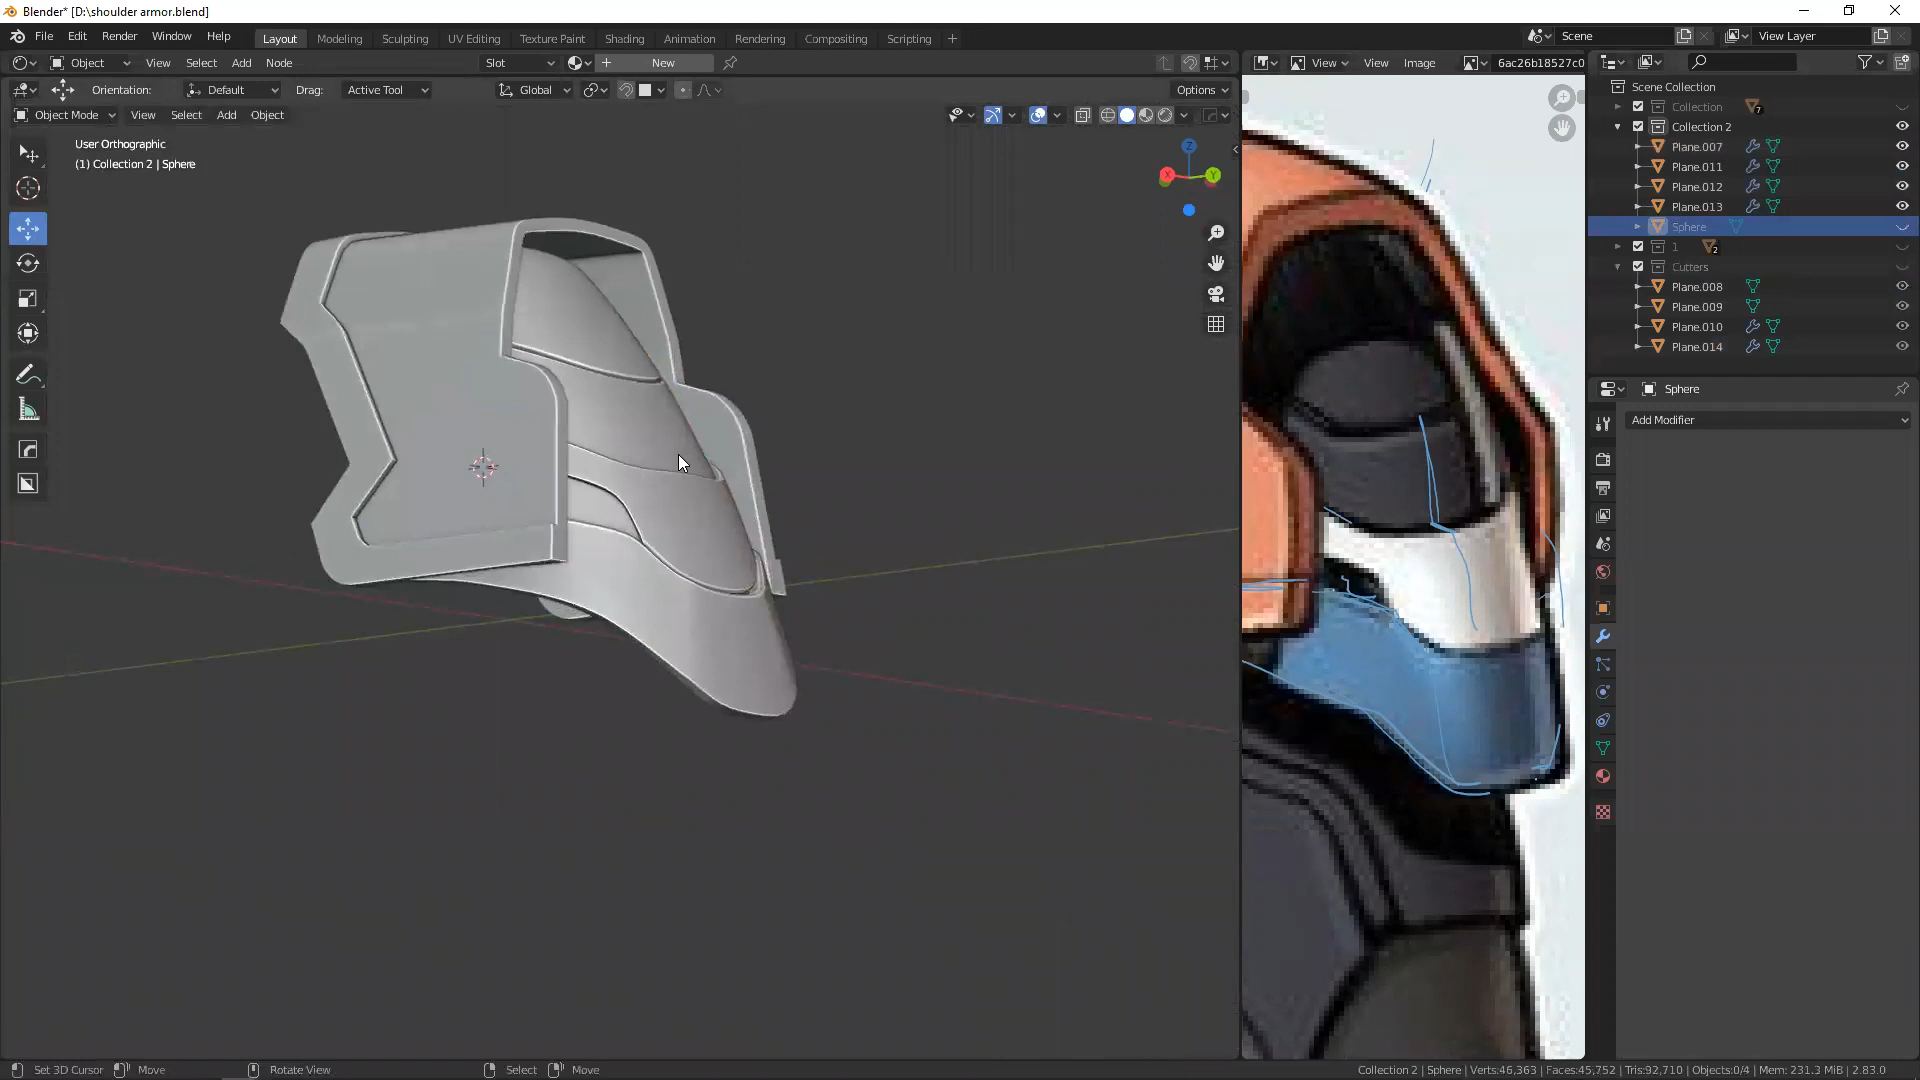 Blender* [D:\shoulder armor.blend]
File Edit Render Window Help Layout Modeling Sculpting UV Editing Texture Paint Shading Animation Rendering Compositing Scripting + Scene View Layer
Object View Select Add Node Slot + New View View Image 6ac26b18527c0
Orientation: Default Drag: Active Tool Global Options
Object Mode View Select Add Object
User Orthographic
(1) Collection 2 | Sphere
Z
X
Y
Scene Collection
Collection 7
Collection 2
Plane.007
Plane.011
Plane.012
Plane.013
Sphere
1 2
Cutters
Plane.008
Plane.009
Plane.010
Plane.014
Sphere
Add Modifier
Set 3D Cursor Move Rotate View Select Move Collection 2 | Sphere | Verts:46,363 | Faces:45,752 | Tris:92,710 | Objects:0/4 | Mem: 231.3 MiB | 2.83.0